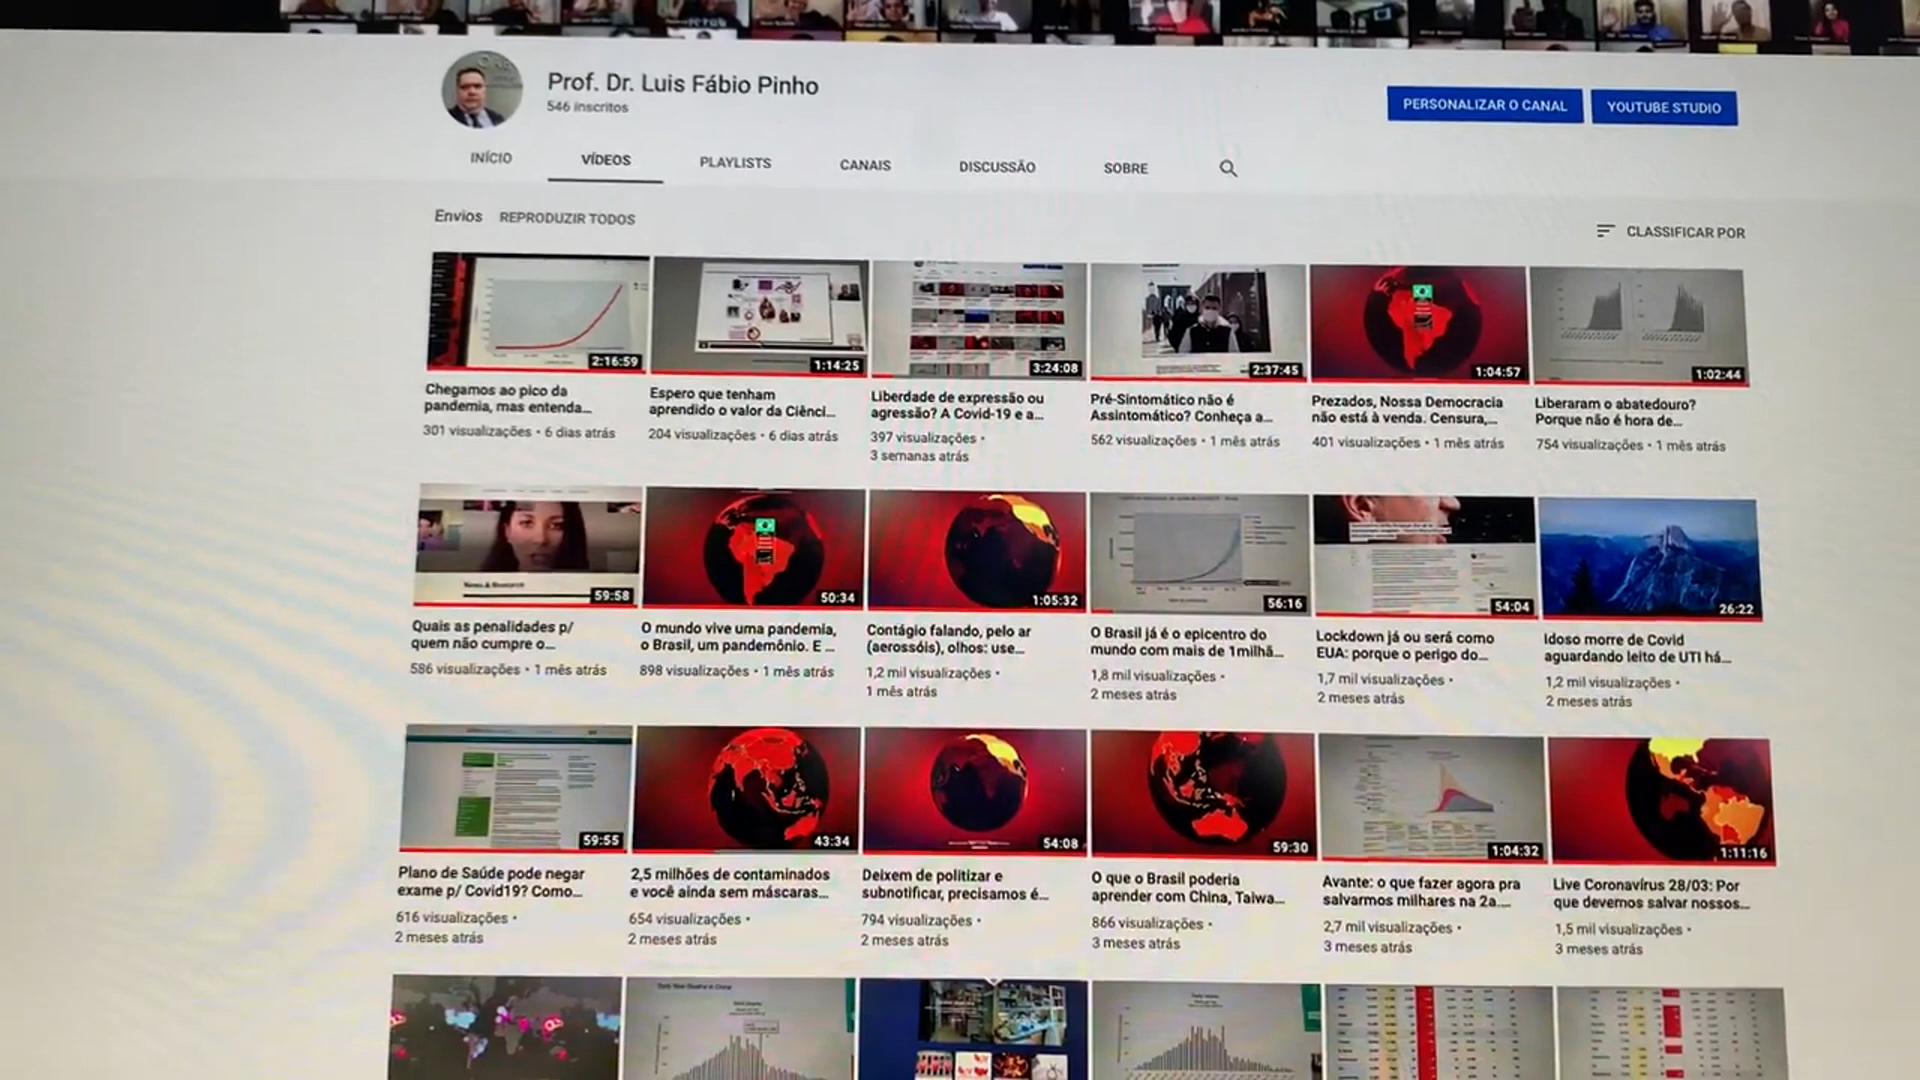 Prof. Dr. Luis Fábio Pinho
546 inscritos
PERSONALIZAR O CANAL
YOUTUBE STUDIO
INÍCIO
VÍDEOS
PLAYLISTS
CANAIS
DISCUSSÃO
SOBRE
Envios
REPRODUZIR TODOS
CLASSIFICAR POR
2:16:59
1:14:25
3:24:08
2:37:45
1:04:57
1:02:44
Chegamos ao pico da
pandemia, mas entenda...
301 visualizações • 6 dias atrás
Espero que tenham
aprendido o valor da Ciênci...
204 visualizações • 6 dias atrás
Liberdade de expressão ou
agressão? A Covid-19 e a...
397 visualizações •
3 semanas atrás
Pré-Sintomático não é
Assintomático? Conheça a...
562 visualizações • 1 mês atrás
Prezados, Nossa Democracia
não está à venda. Censura,...
401 visualizações • 1 mês atrás
Liberaram o abatedouro?
Porque não é hora de...
754 visualizações • 1 mês atrás
News & Research
59:58
50:34
1:05:32
56:16
54:04
26:22
Quais as penalidades p/
quem não cumpre o...
586 visualizações • 1 mês atrás
O mundo vive uma pandemia,
o Brasil, um pandemônio. E ...
898 visualizações • 1 mês atrás
Contágio falando, pelo ar
(aerossóis), olhos: use...
1,2 mil visualizações •
1 mês atrás
O Brasil já é o epicentro do
mundo com mais de 1milhã...
1,8 mil visualizações •
2 meses atrás
Lockdown já ou será como
EUA: porque o perigo do...
1,7 mil visualizações •
2 meses atrás
Idoso morre de Covid
aguardando leito de UTI há...
1,2 mil visualizações •
2 meses atrás
59:55
43:34
54:08
59:30
1:04:32
1:11:16
Plano de Saúde pode negar
exame p/ Covid19? Como...
616 visualizações •
2 meses atrás
2,5 milhões de contaminados
e você ainda sem máscaras...
654 visualizações •
2 meses atrás
Deixem de politizar e
subnotificar, precisamos é...
794 visualizações •
2 meses atrás
O que o Brasil poderia
aprender com China, Taiwa...
866 visualizações •
3 meses atrás
Avante: o que fazer agora pra
salvarmos milhares na 2a....
2,7 mil visualizações •
3 meses atrás
Live Coronavírus 28/03: Por
que devemos salvar nossos...
1,5 mil visualizações •
3 meses atrás
Daily New Deaths in China